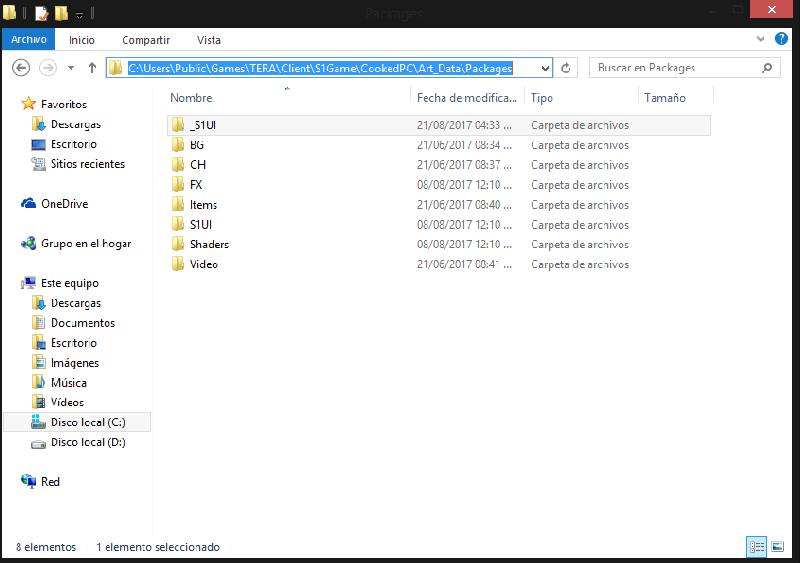 Packages
Archivo Inicio Compartir Vista
C:\Users\Public\Games\TERA\Client\S1Game\CookedPC\Art_Data\Packages Buscar en Packages
Nombre Fecha de modifica... Tipo Tamaño
_S1UI 21/08/2017 04:33 ... Carpeta de archivos
BG 21/06/2017 08:34 ... Carpeta de archivos
CH 21/06/2017 08:37 ... Carpeta de archivos
FX 08/08/2017 12:10 ... Carpeta de archivos
Items 21/06/2017 08:40 ... Carpeta de archivos
S1UI 08/08/2017 12:10 ... Carpeta de archivos
Shaders 08/08/2017 12:10 ... Carpeta de archivos
Video 21/06/2017 08:41 ... Carpeta de archivos
Favoritos
Descargas
Escritorio
Sitios recientes
OneDrive
Grupo en el hogar
Este equipo
Descargas
Documentos
Escritorio
Imágenes
Música
Vídeos
Disco local (C:)
Disco local (D:)
Red
8 elementos 1 elemento seleccionado